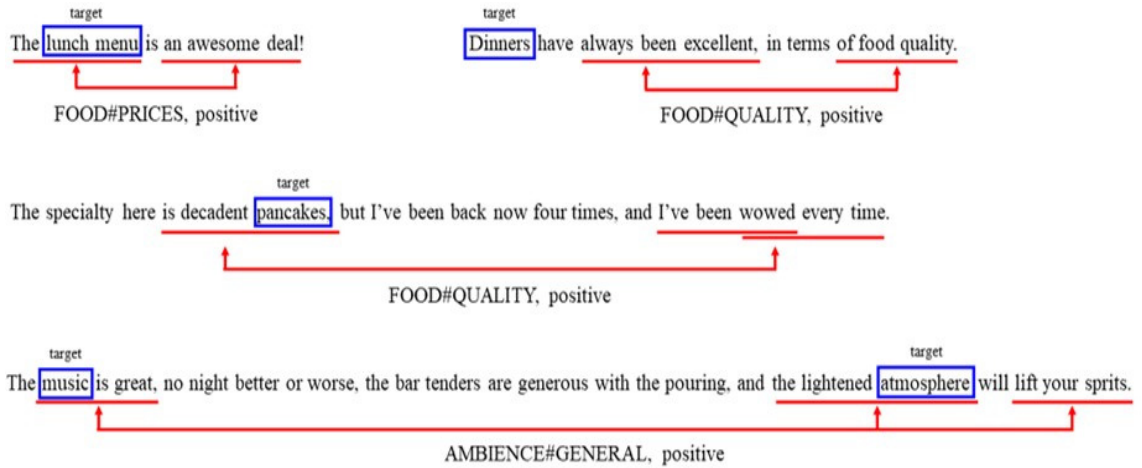 target target
The lunch menu is an awesome deal! Dinners have always been excellent, in terms of food quality.
FOOD#PRICES, positive FOOD#QUALITY, positive
target
The specialty here is decadent pancakes, but I've been back now four times, and I've been wowed every time.
FOOD#QUALITY, positive
target target
The music is great, no night better or worse, the bar tenders are generous with the pouring, and the lightened atmosphere will lift your sprits.
AMBIENCE#GENERAL, positive